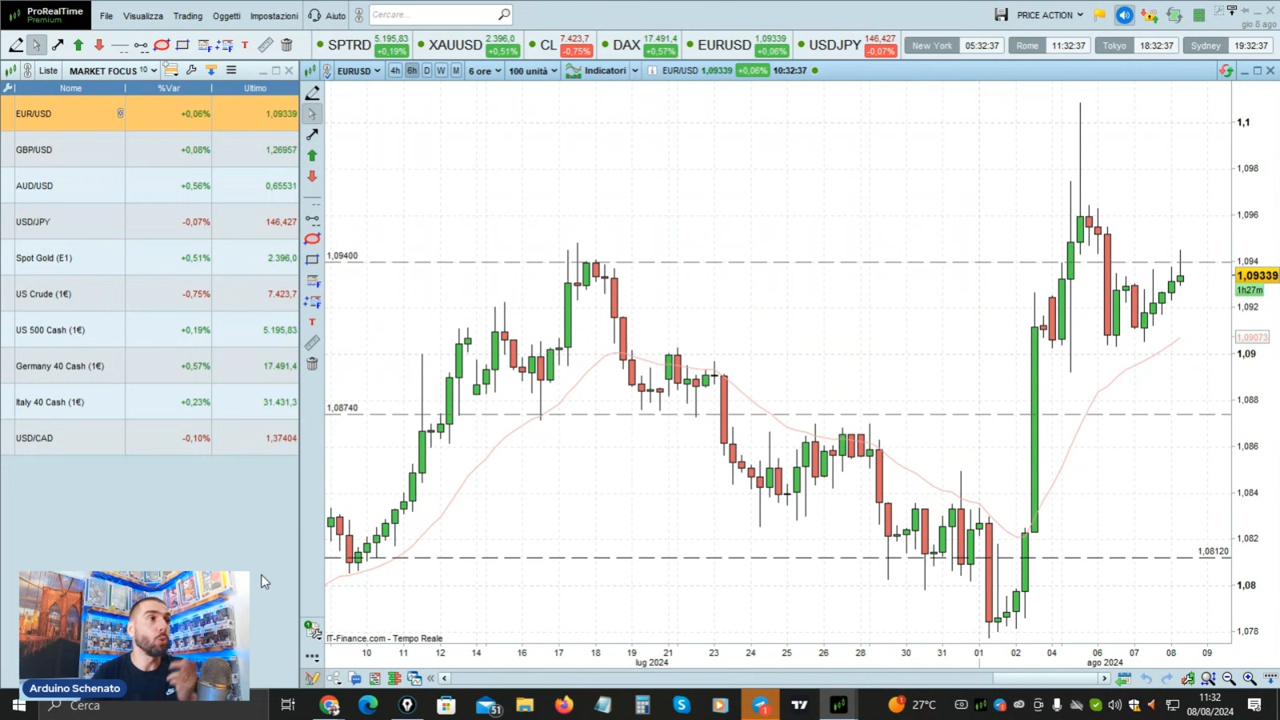 ProRealTime
Premium
File Visualizza Trading Oggetti Impostazioni Aiuto Cercare...
PRICE ACTION
gio 8 ago
SPTRD 5.195,83 +0,19%
XAUUSD 2.396,0 +0,51%
CL 7.423,7 -0,75%
DAX 17.491,4 +0,57%
EURUSD 1,09339 +0,06%
USDJPY 146,427 -0,07%
New York 05:32:37
Rome 11:32:37
Tokyo 18:32:37
Sydney 19:32:37
Liste MARKET FOCUS 10
EURUSD 4h 6h D W M 6 ore 100 unità Indicatori EUR/USD 1,09339 +0,06% 10:32:37
Nome %Var Ultimo
EUR/USD +0,06% 1,09339
GBP/USD +0,08% 1,26957
AUD/USD +0,56% 0,65531
USD/JPY -0,07% 146,427
Spot Gold (E1) +0,51% 2.396,0
US Crude (1€) -0,75% 7.423,7
US 500 Cash (1€) +0,19% 5.195,83
Germany 40 Cash (1€) +0,57% 17.491,4
Italy 40 Cash (1€) +0,23% 31.431,3
USD/CAD -0,10% 1,37404
1,1
1,098
1,096
1,09400
1,094
1,09339
1h27m
1,092
1,09073
1,09
1,088
1,08740
1,086
1,084
1,082
1,08120
1,08
1,078
IT-Finance.com - Tempo Reale
10 11 12 14 15 16 17 18 19 21 23 23 24 25 26 28 29 30 31 01 02 04 06 07 08 09
lug 2024
ago 2024
Arduino Schenato
Cerca
51
1
27°C
11:32
08/08/2024